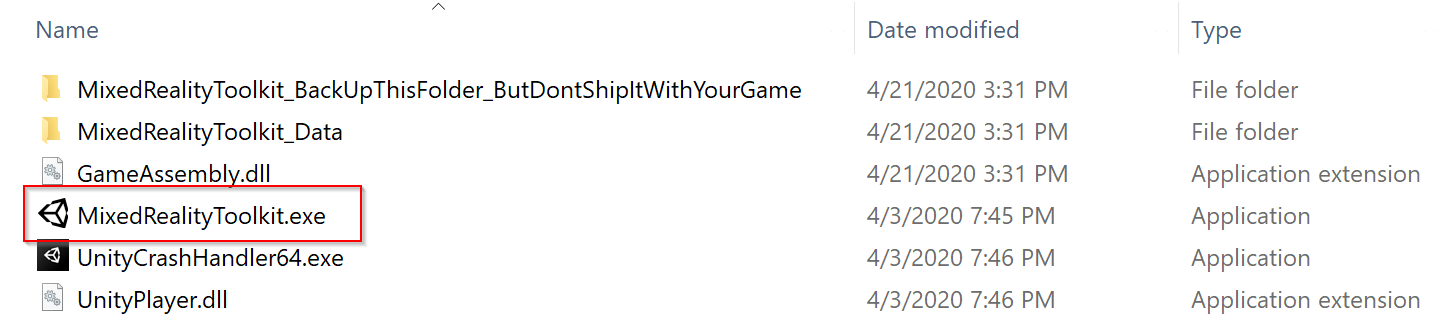 Name Date modified Type
MixedRealityToolkit_BackUpThisFolder_ButDontShipItWithYourGame 4/21/2020 3:31 PM File folder
MixedRealityToolkit_Data 4/21/2020 3:31 PM File folder
GameAssembly.dll 4/21/2020 3:31 PM Application extension
MixedRealityToolkit.exe 4/3/2020 7:45 PM Application
UnityCrashHandler64.exe 4/3/2020 7:46 PM Application
UnityPlayer.dll 4/3/2020 7:46 PM Application extension